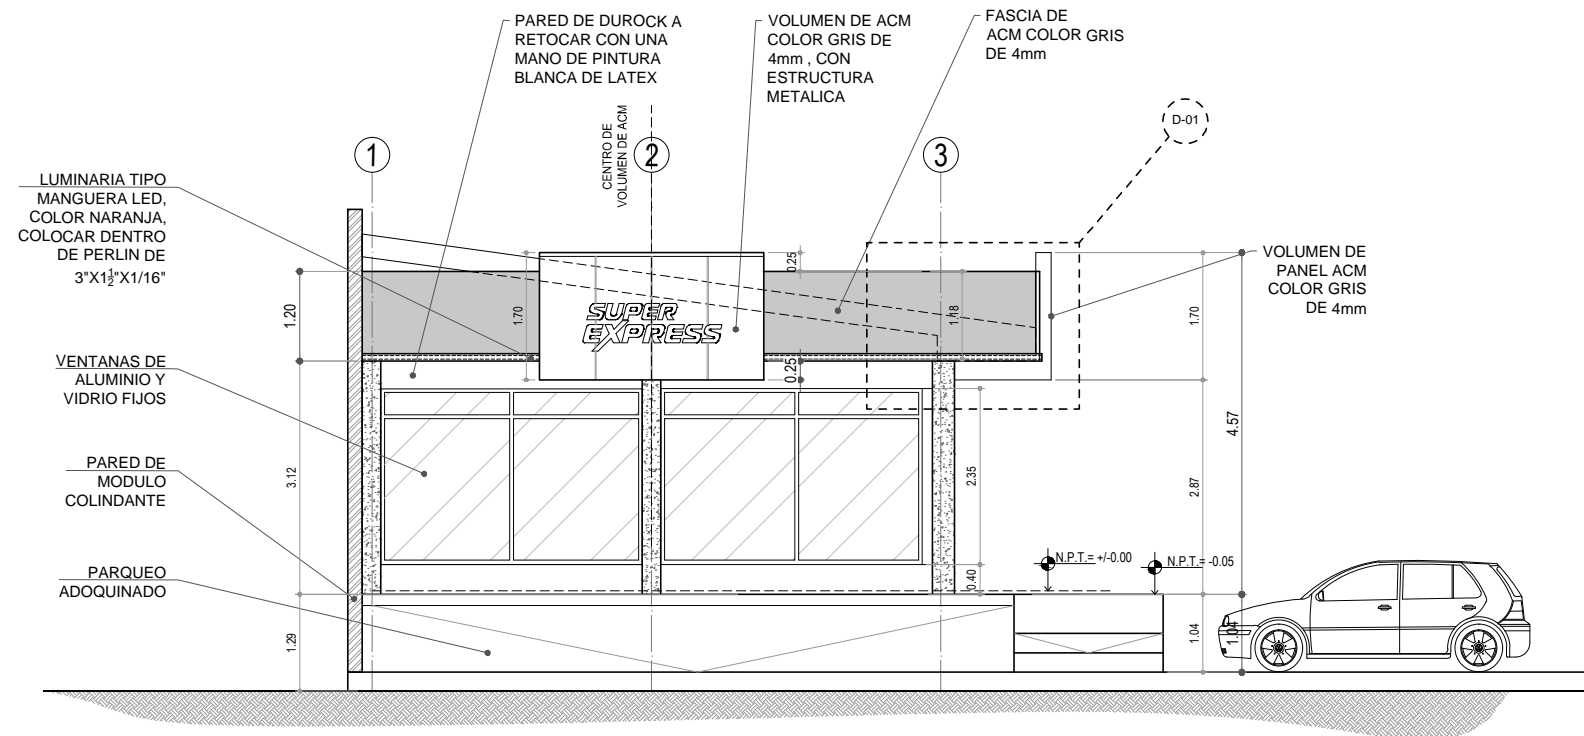 PARED DE DUROCK A
RETOCAR CON UNA
MANO DE PINTURA
BLANCA DE LATEX
VOLUMEN DE ACM
COLOR GRIS DE
4mm , CON
ESTRUCTURA
METALICA
FASCIA DE
ACM COLOR GRIS
DE 4mm
D-01
CENTRO DE
VOLUMEN DE ACM
1
2
3
LUMINARIA TIPO
MANGUERA LED,
COLOR NARANJA,
COLOCAR DENTRO
DE PERLIN DE
3"X1½"X1/16"
VOLUMEN DE
PANEL ACM
COLOR GRIS
DE 4mm
0.25
1.20
1.70
SUPER
EXPRESS
1.18
1.70
0.25
VENTANAS DE
ALUMINIO Y
VIDRIO FIJOS
4.57
3.12
2.35
2.87
PARED DE
MODULO
COLINDANTE
N.P.T.= +/-0.00
N.P.T.= -0.05
0.40
PARQUEO
ADOQUINADO
1.29
1.04
1.04